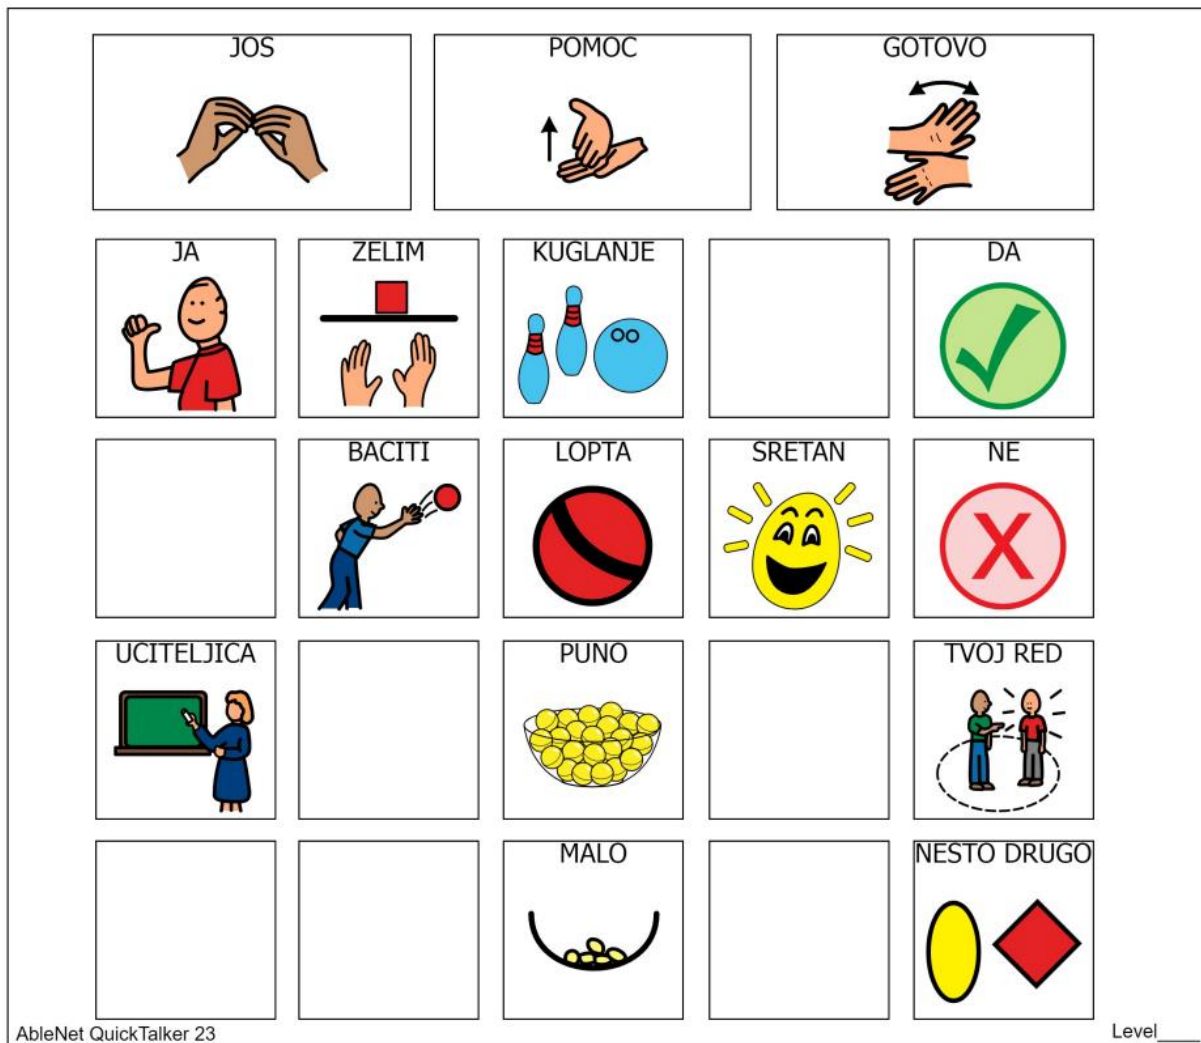 JOS
POMOC
GOTOVO
JA
ZELIM
KUGLANJE
DA
BACITI
LOPTA
SRETAN
NE
X
UCITELJICA
PUNO
TVOJ RED
MALO
NESTO DRUGO
AbleNet QuickTalker 23
Level____